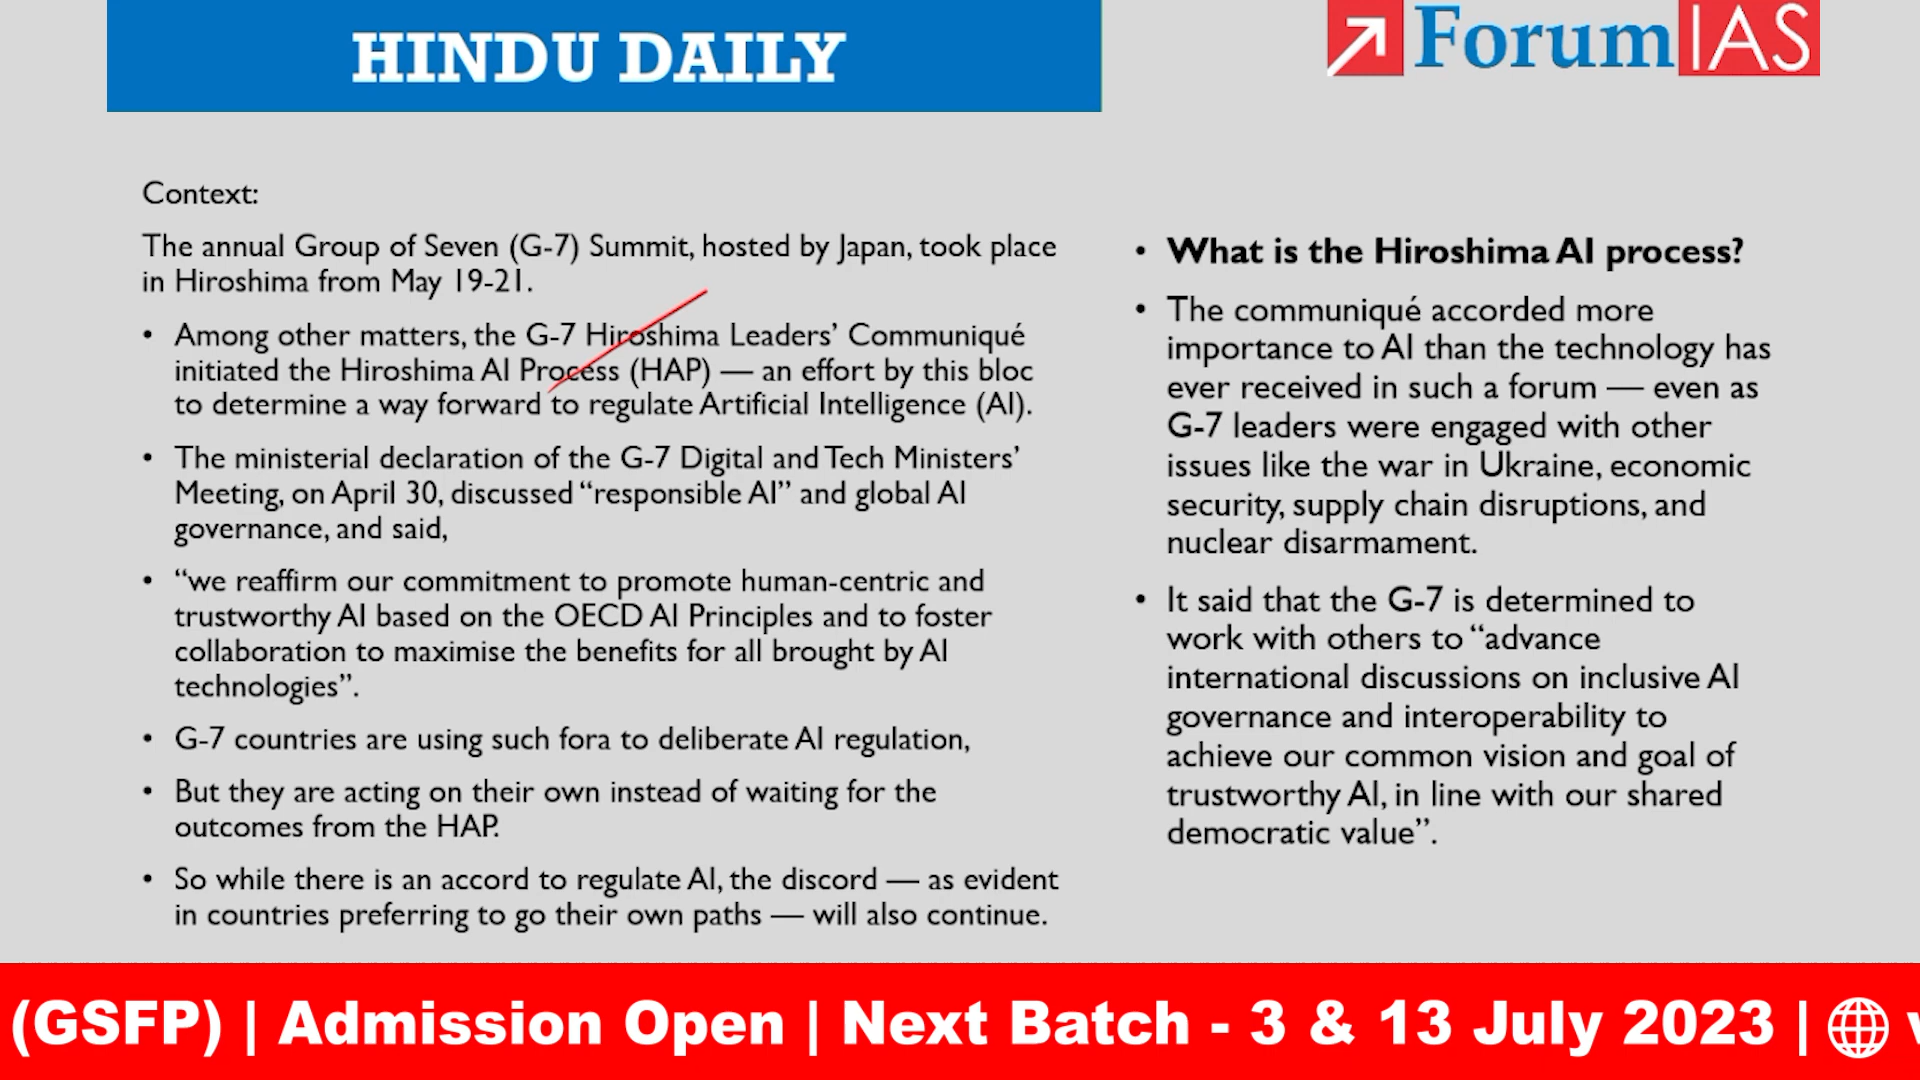 HINDU DAILY
Forum IAS
Context:
The annual Group of Seven (G-7) Summit, hosted by Japan, took place
in Hiroshima from May 19-21.
• Among other matters, the G-7 Hiroshima Leaders’ Communiqué
initiated the Hiroshima AI Process (HAP) — an effort by this bloc
to determine a way forward to regulate Artificial Intelligence (AI).
• The ministerial declaration of the G-7 Digital and Tech Ministers’
Meeting, on April 30, discussed “responsible AI” and global AI
governance, and said,
• “we reaffirm our commitment to promote human-centric and
trustworthy AI based on the OECD AI Principles and to foster
collaboration to maximise the benefits for all brought by AI
technologies”.
• G-7 countries are using such fora to deliberate AI regulation,
• But they are acting on their own instead of waiting for the
outcomes from the HAP.
• So while there is an accord to regulate AI, the discord — as evident
in countries preferring to go their own paths — will also continue.
• What is the Hiroshima AI process?
• The communiqué accorded more
importance to AI than the technology has
ever received in such a forum — even as
G-7 leaders were engaged with other
issues like the war in Ukraine, economic
security, supply chain disruptions, and
nuclear disarmament.
• It said that the G-7 is determined to
work with others to “advance
international discussions on inclusive AI
governance and interoperability to
achieve our common vision and goal of
trustworthy AI, in line with our shared
democratic value”.
(GSFP) | Admission Open | Next Batch - 3 & 13 July 2023 |